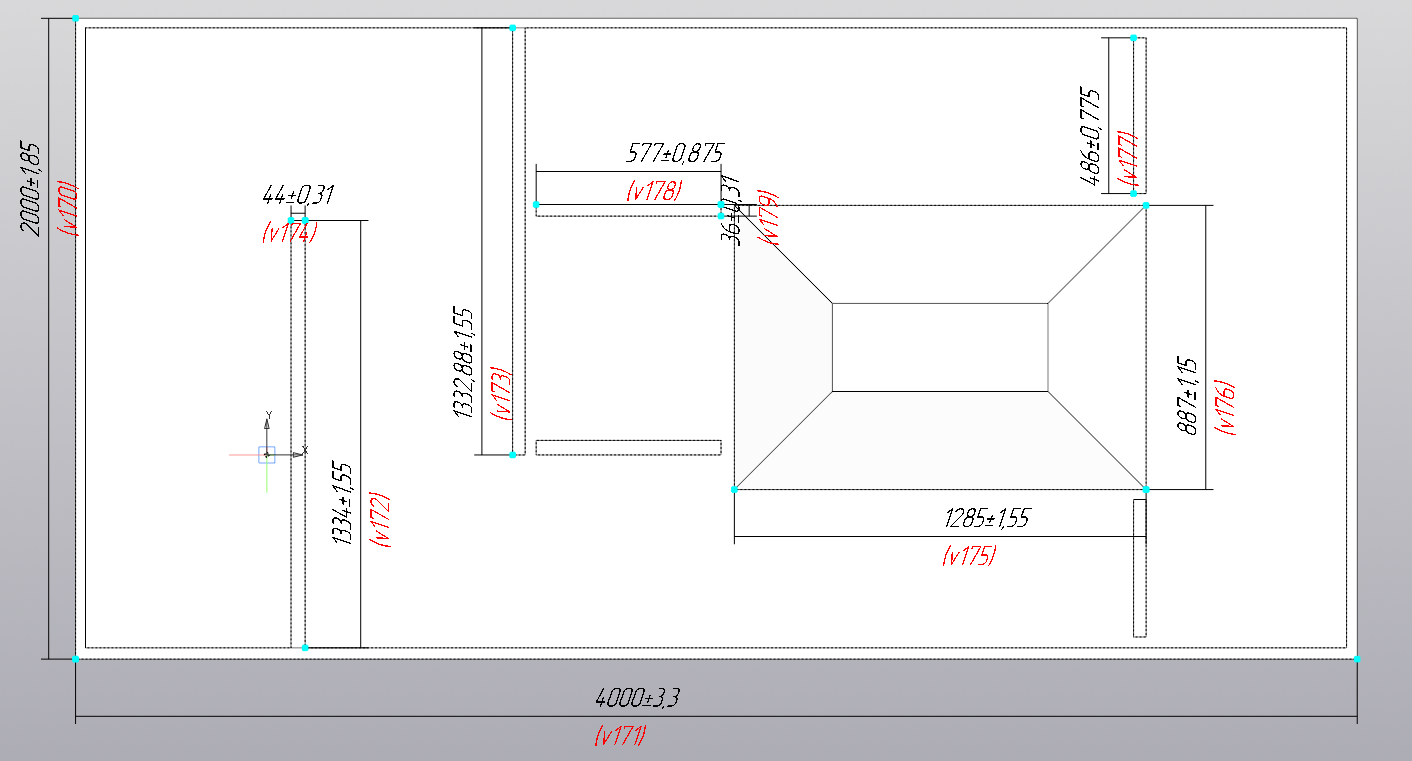 2000±1,85
(v170)
44±0,31
(v174)
577±0,875
(v178)
36±0,31
(v179)
486±0,775
(v177)
1332,88±1,55
(v173)
1334±1,55
(v172)
887±1,15
(v176)
1285±1,55
(v175)
Y
X
4000±3,3
(v171)